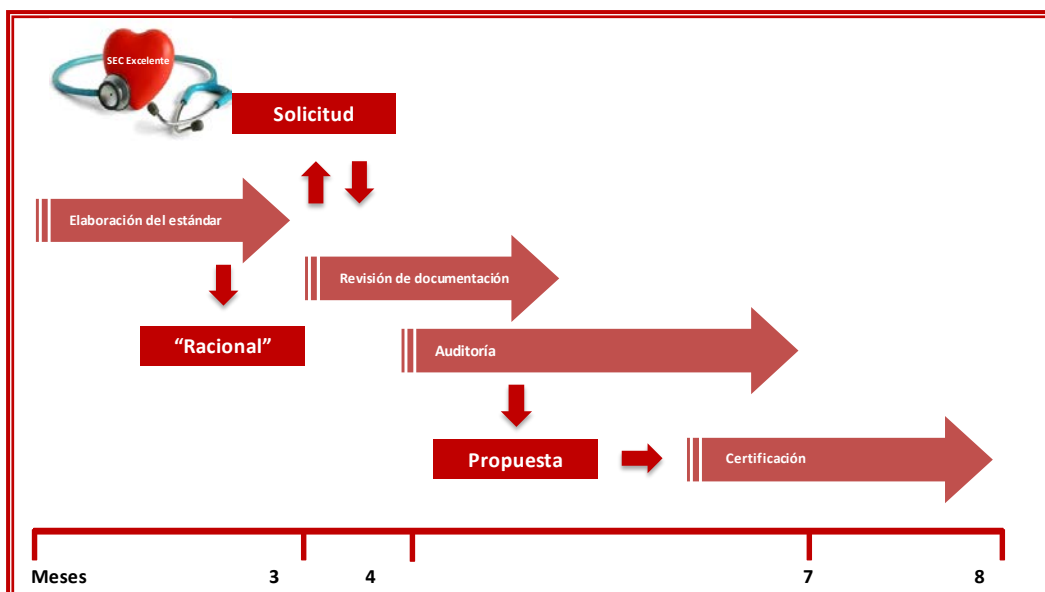 SEC Excelente
Solicitud
Elaboración del estándar
Revisión de documentación
“Racional”
Auditoría
Propuesta
Certificación
Meses 3 4 7 8